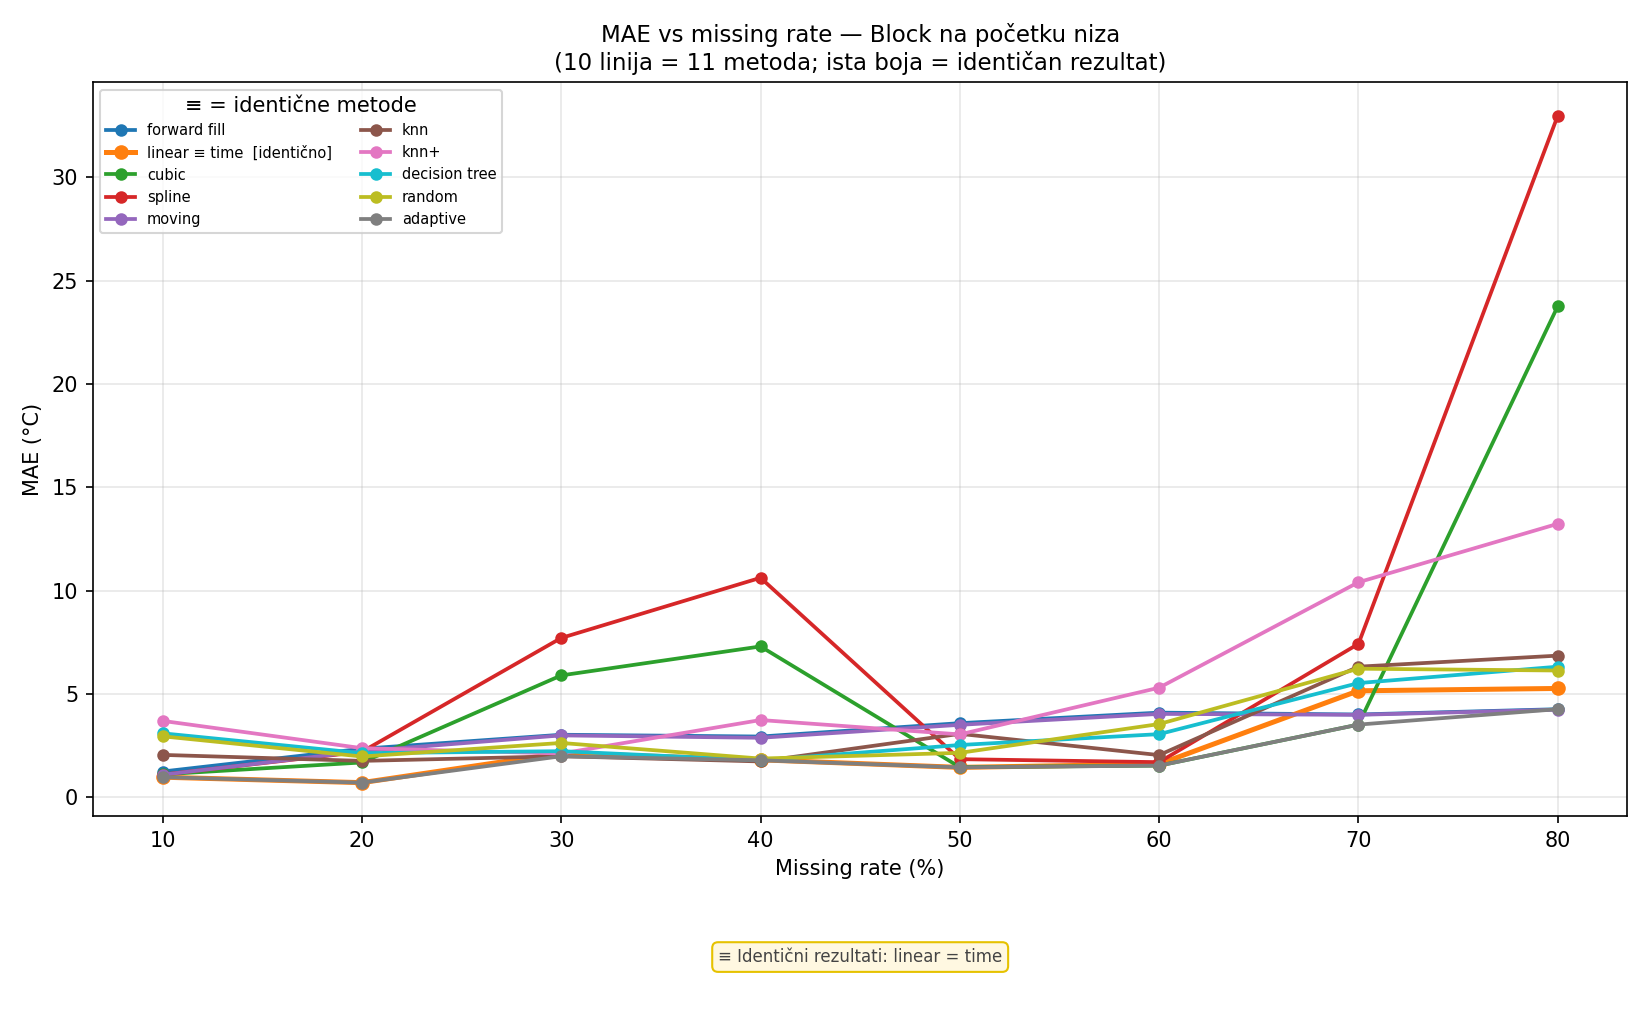 MAE vs missing rate — Block na početku niza
(10 linija = 11 metoda; ista boja = identičan rezultat)
≡ = identične metode
forward fill
linear ≡ time [identično]
cubic
spline
moving
knn
knn+
decision tree
random
adaptive
MAE (°C)
30
25
20
15
10
5
0
10 20 30 40 50 60 70 80
Missing rate (%)
≡ Identični rezultati: linear = time